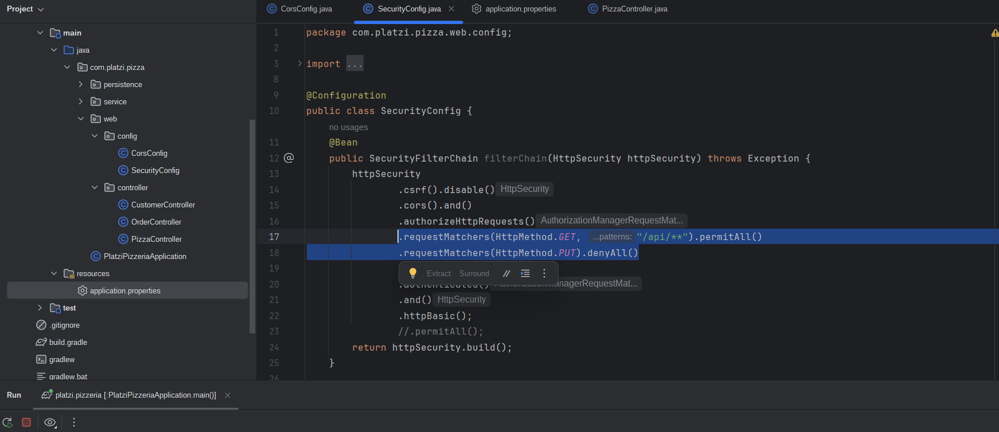 Project
CorsConfig.java
SecurityConfig.java
application.properties
PizzaController.java
main
java
com.platzi.pizza
persistence
service
web
config
CorsConfig
SecurityConfig
controller
CustomerController
OrderController
PizzaController
PlatziPizzeriaApplication
resources
application.properties
test
.gitignore
build.gradle
gradlew
gradlew.bat
1 package com.platzi.pizza.web.config;
2
3 import ...
8
9 @Configuration
10 public class SecurityConfig {
no usages
11 @Bean
12 public SecurityFilterChain filterChain(HttpSecurity httpSecurity) throws Exception {
13 httpSecurity
14 .csrf().disable() HttpSecurity
15 .cors().and()
16 .authorizeHttpRequests() AuthorizationManagerRequestMat...
17 .requestMatchers(HttpMethod.GET, ...patterns: "/api/**").permitAll()
18 .requestMatchers(HttpMethod.PUT).denyAll()
19
Extract Surround
20 .authenticated() AuthorizationManagerRequestMat...
21 .and() HttpSecurity
22 .httpBasic();
23 //.permitAll();
24 return httpSecurity.build();
25 }
26
Run
platzi.pizzeria [:PlatziPizzeriaApplication.main()]